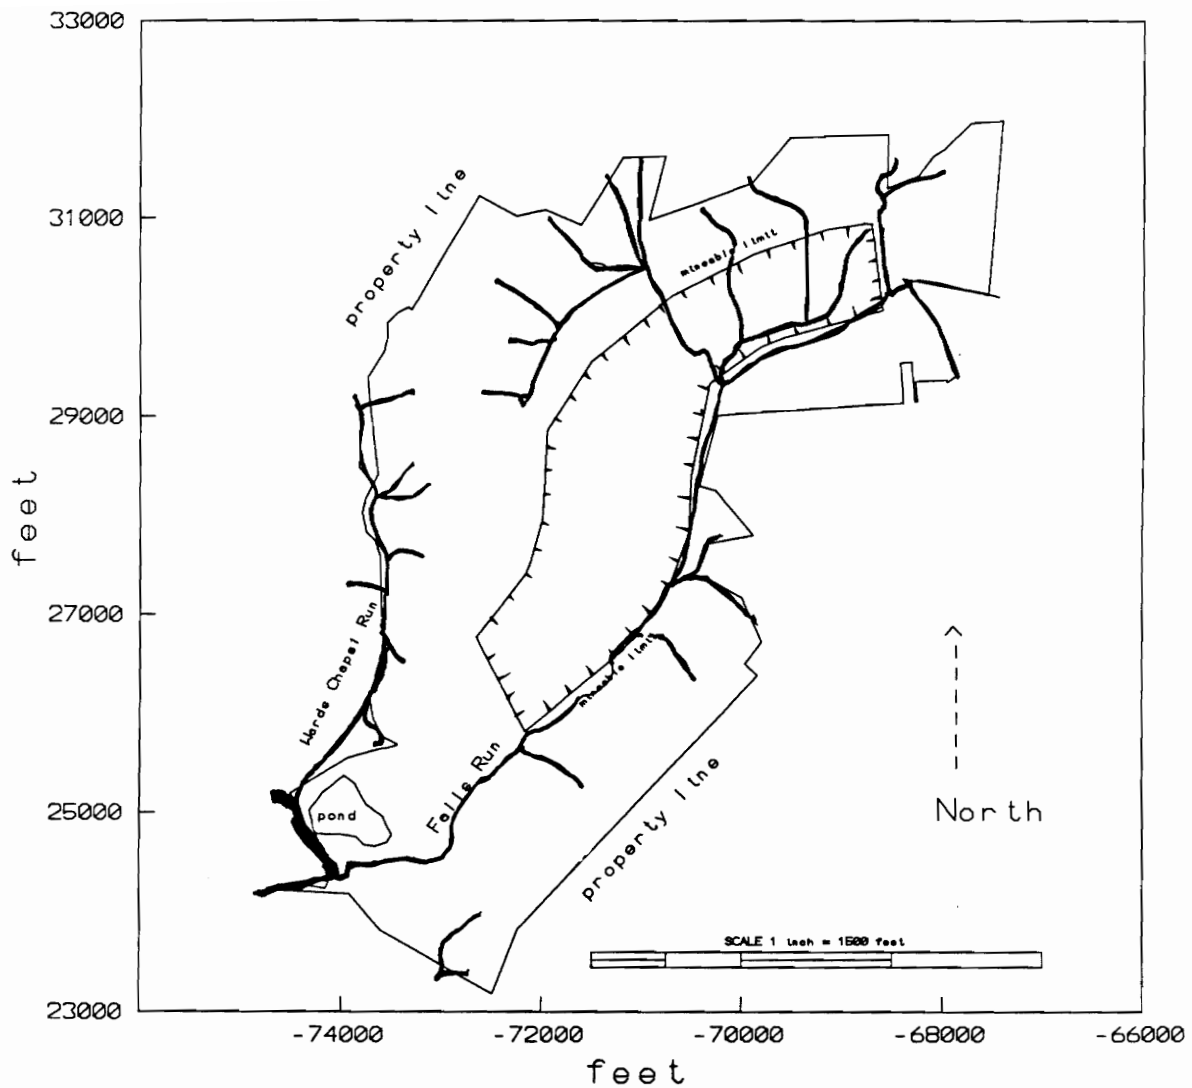 33000
31000
29000
27000
25000
23000
feet
property line
mineable limit
Wards Chapel Run
mineable limit
Falls Run
pond
property line
North
SCALE 1 inch = 1500 feet
-74000
-72000
-70000
-68000
-66000
feet